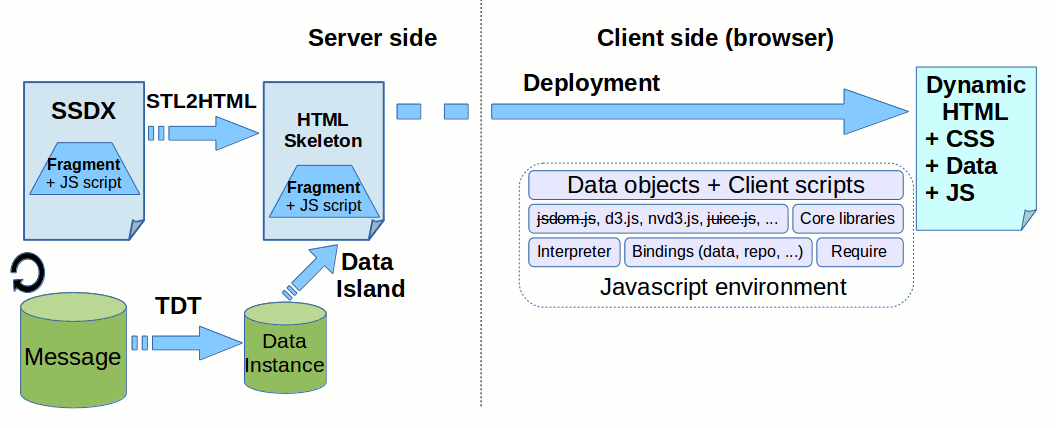 Server side
Client side (browser)
Deployment
SSDX
Fragment
+ JS script
STL2HTML
HTML
Skeleton
Fragment
+ JS script
Dynamic
HTML
+ CSS
+ Data
+ JS
Data objects + Client scripts
jsdom.js, d3.js, nvd3.js, juice.js, ...
Core libraries
Interpreter
Bindings (data, repo, ...)
Require
Javascript environment
Data
Island
Message
TDT
Data
Instance